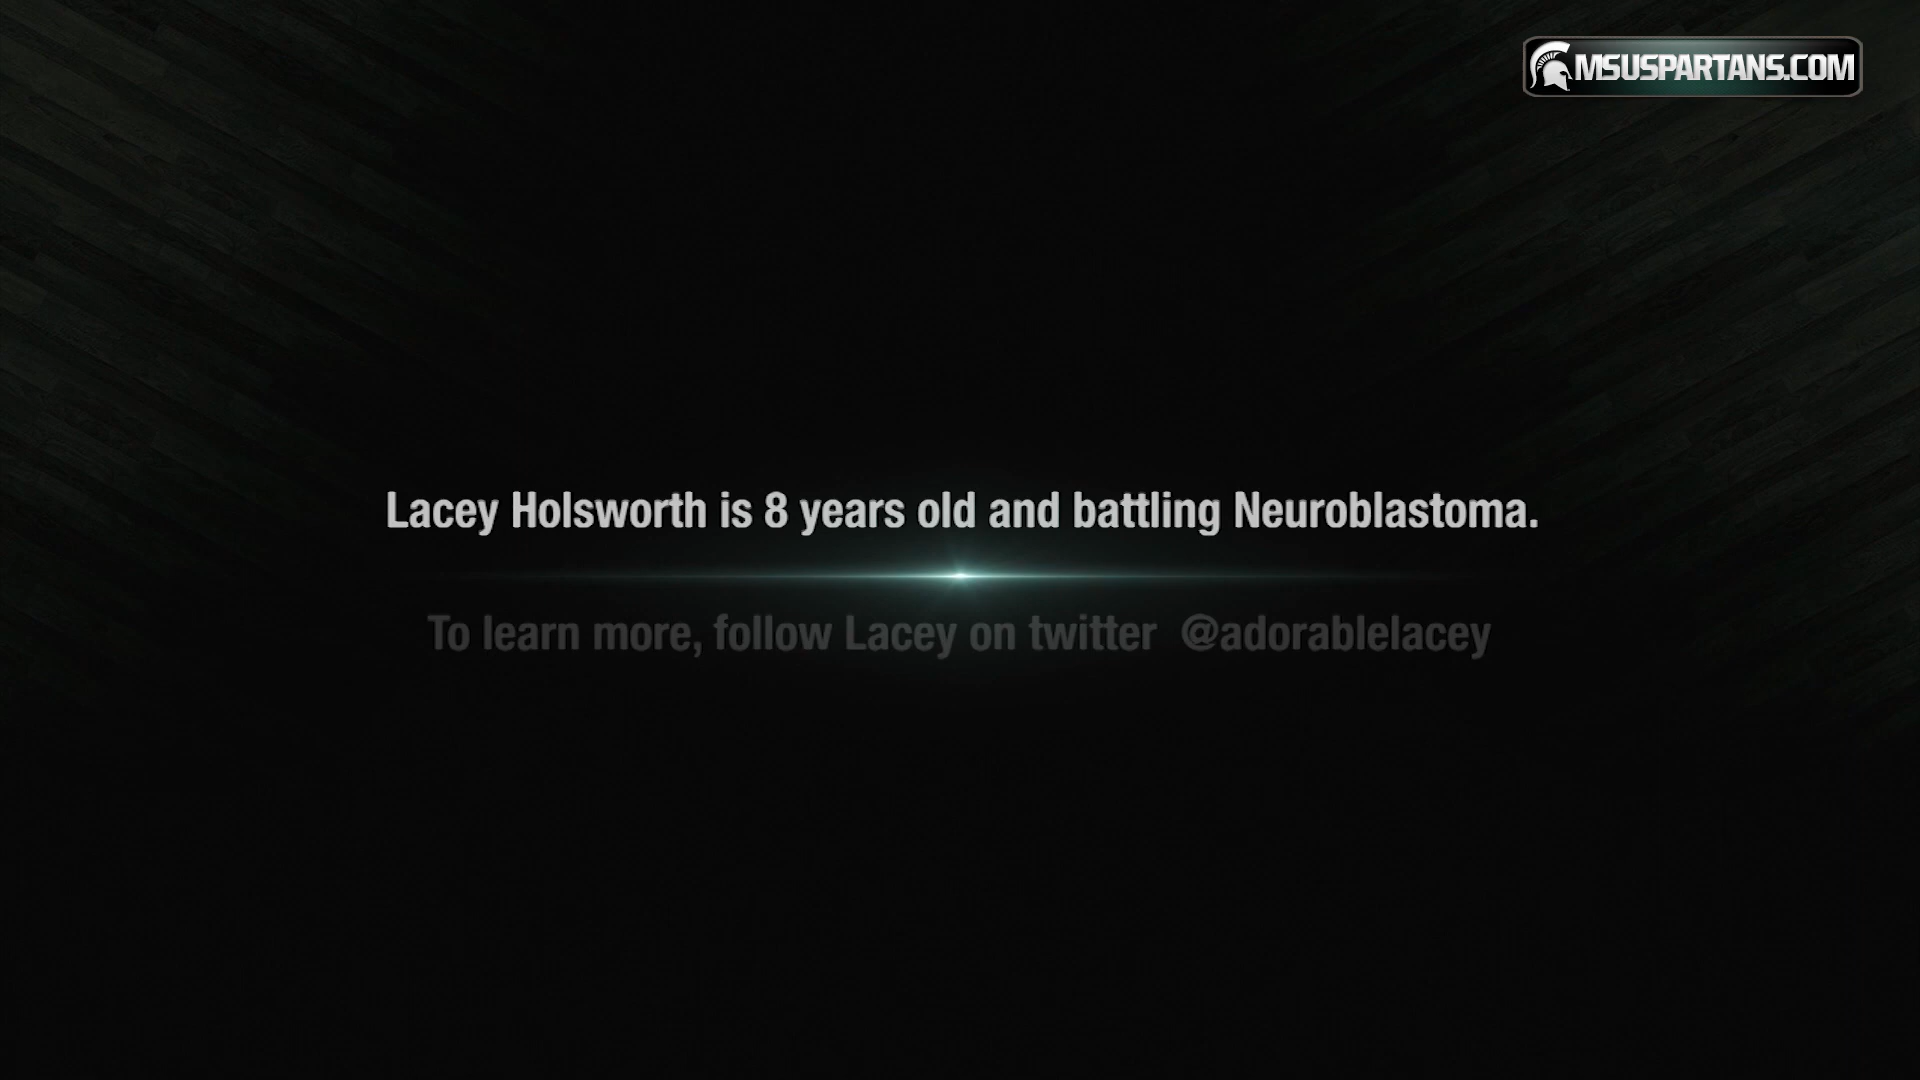 MSUSPARTANS.COM
Lacey Holsworth is 8 years old and battling Neuroblastoma.
To learn more, follow Lacey on twitter @adorablelacey